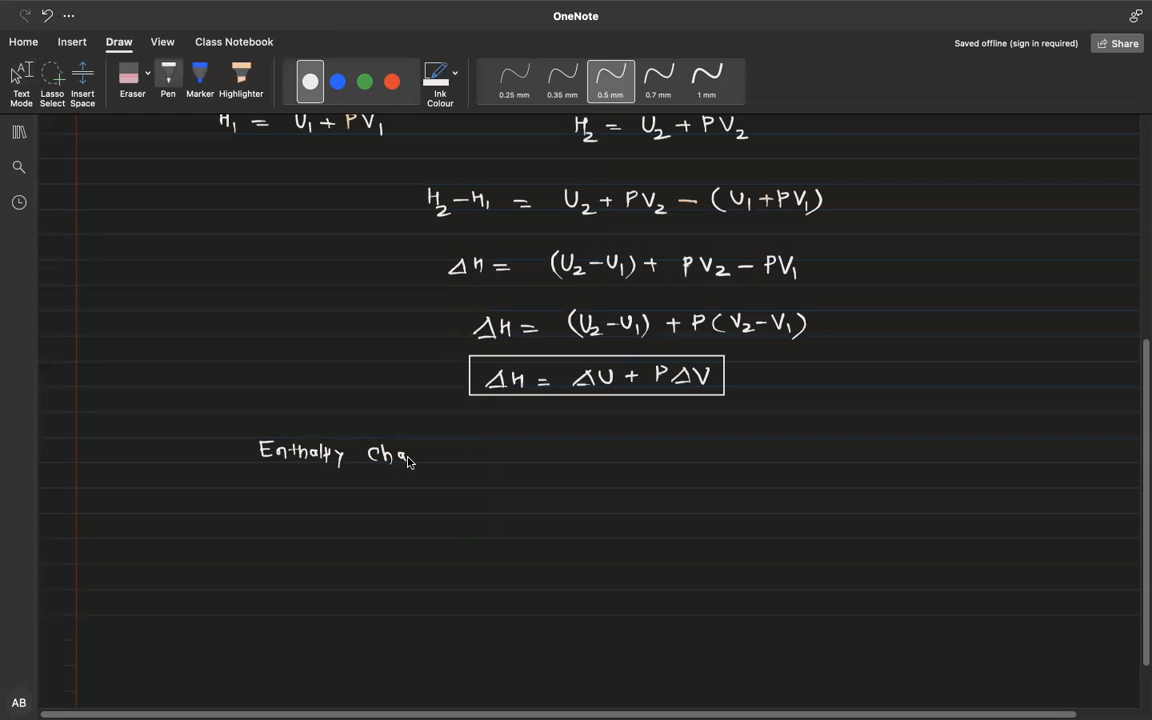 OneNote
Home Insert Draw View Class Notebook
Saved offline (sign in required) Share
Text Mode Lasso Select Insert Space Eraser Pen Marker Highlighter Ink Colour 0.25 mm 0.35 mm 0.5 mm 0.7 mm 1 mm
H₁ = U₁ + PV₁ H₂ = U₂ + PV₂
H₂ – H₁ = U₂ + PV₂ – (U₁ + PV₁)
ΔH = (U₂ – U₁) + PV₂ – PV₁
ΔH = (U₂ – U₁) + P(V₂ – V₁)
ΔH = ΔU + PΔV
Enthalpy Cha
AB